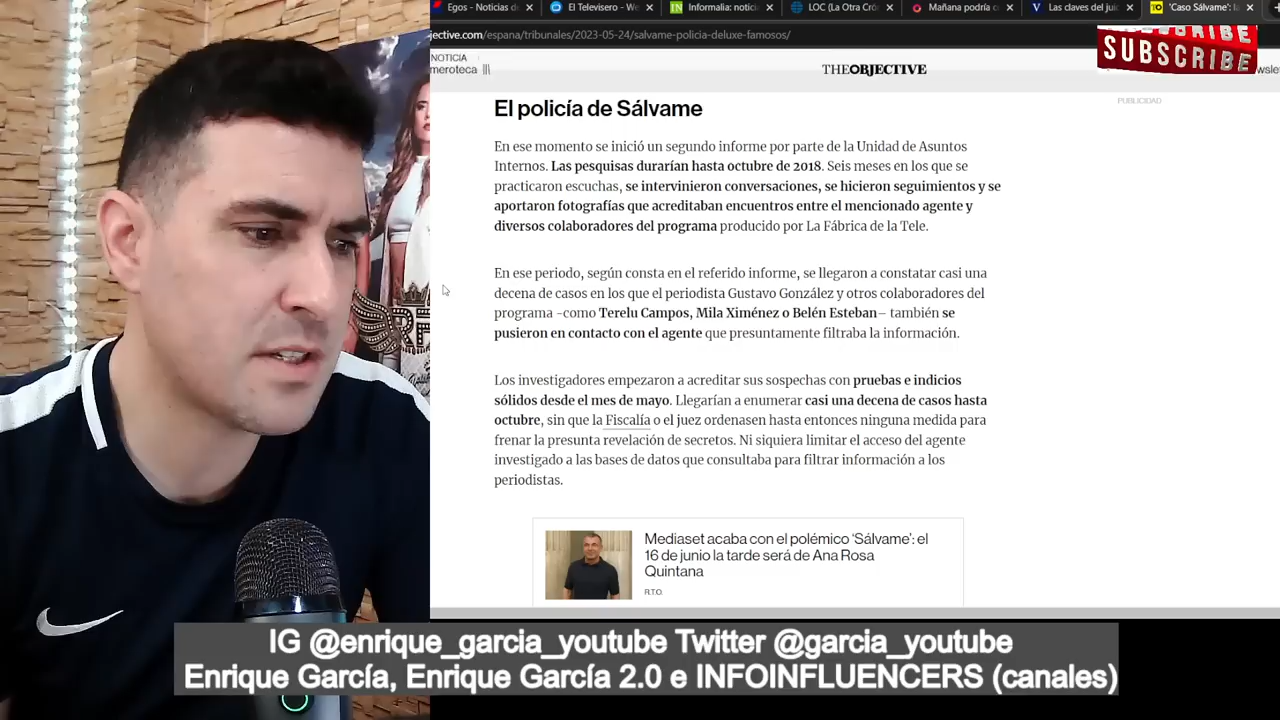 Egos - Noticias de
El Televisero - We
Informalia: notici
LOC (La Otra Cró
Mañana podría c
Las claves del juic
'Caso Sálvame': la
jective.com/espana/tribunales/2023-05-24/salvame-policia-deluxe-famosos/
SUBSCRIBE
SUBSCRIBE
NOTICIA
meroteca
THEOBJECTIVE
wslet
PUBLICIDAD
El policía de Sálvame
En ese momento se inició un segundo informe por parte de la Unidad de Asuntos
Internos. Las pesquisas durarían hasta octubre de 2018. Seis meses en los que se
practicaron escuchas, se intervinieron conversaciones, se hicieron seguimientos y se
aportaron fotografías que acreditaban encuentros entre el mencionado agente y
diversos colaboradores del programa producido por La Fábrica de la Tele.
En ese periodo, según consta en el referido informe, se llegaron a constatar casi una
decena de casos en los que el periodista Gustavo González y otros colaboradores del
programa -como Terelu Campos, Mila Ximénez o Belén Esteban– también se
pusieron en contacto con el agente que presuntamente filtraba la información.
Los investigadores empezaron a acreditar sus sospechas con pruebas e indicios
sólidos desde el mes de mayo. Llegarían a enumerar casi una decena de casos hasta
octubre, sin que la Fiscalía o el juez ordenasen hasta entonces ninguna medida para
frenar la presunta revelación de secretos. Ni siquiera limitar el acceso del agente
investigado a las bases de datos que consultaba para filtrar información a los
periodistas.
Mediaset acaba con el polémico 'Sálvame': el
16 de junio la tarde será de Ana Rosa
Quintana
R.T.O.
IG @enrique_garcia_youtube Twitter @garcia_youtube
Enrique García, Enrique García 2.0 e INFOINFLUENCERS (canales)